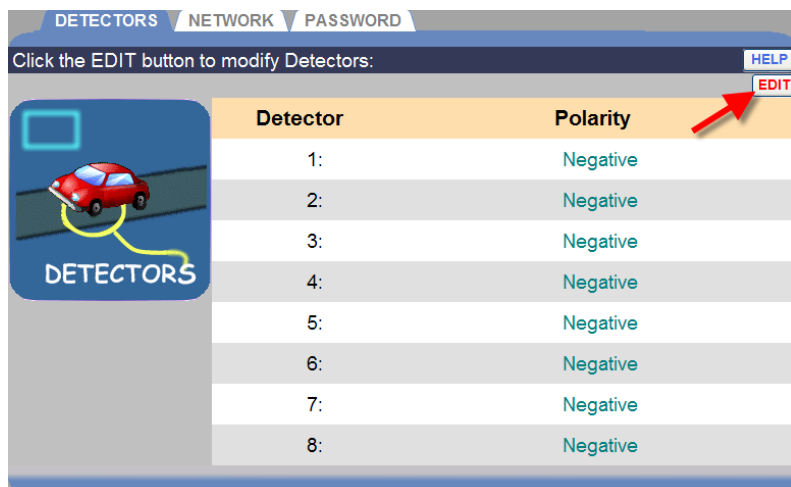 DETECTORS NETWORK PASSWORD
Click the EDIT button to modify Detectors:
HELP
EDIT
Detector Polarity
1: Negative
2: Negative
3: Negative
DETECTORS
4: Negative
5: Negative
6: Negative
7: Negative
8: Negative